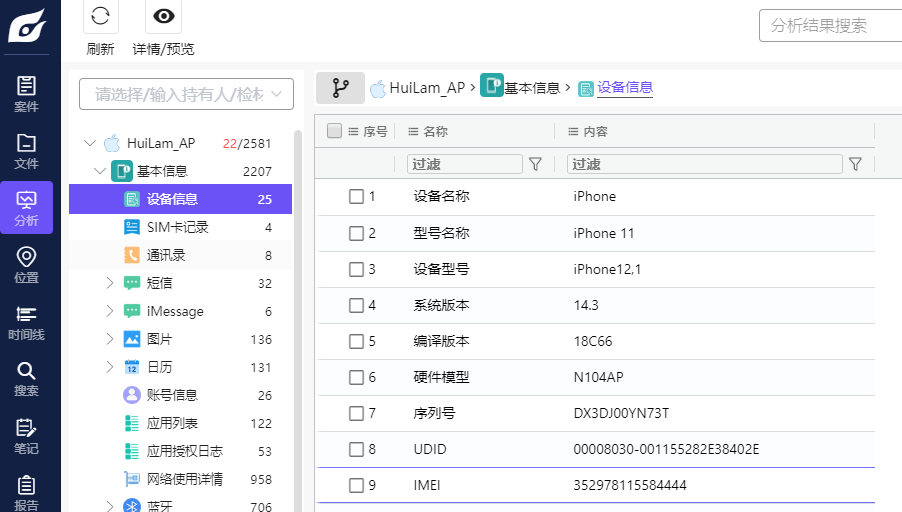 刷新 详情/预览 分析结果搜索
案件
文件
分析
位置
时间线
搜索
笔记
报告
请选择/输入持有人/检材
HuiLam_AP 22/2581
基本信息 2207
设备信息 25
SIM卡记录 4
通讯录 8
短信 32
iMessage 6
图片 136
日历 131
账号信息 26
应用列表 122
应用授权日志 53
网络使用详情 958
蓝牙 706
HuiLam_AP > 基本信息 > 设备信息
序号 名称 内容
过滤 过滤
1 设备名称 iPhone
2 型号名称 iPhone 11
3 设备型号 iPhone12,1
4 系统版本 14.3
5 编译版本 18C66
6 硬件模型 N104AP
7 序列号 DX3DJ00YN73T
8 UDID 00008030-001155282E38402E
9 IMEI 352978115584444